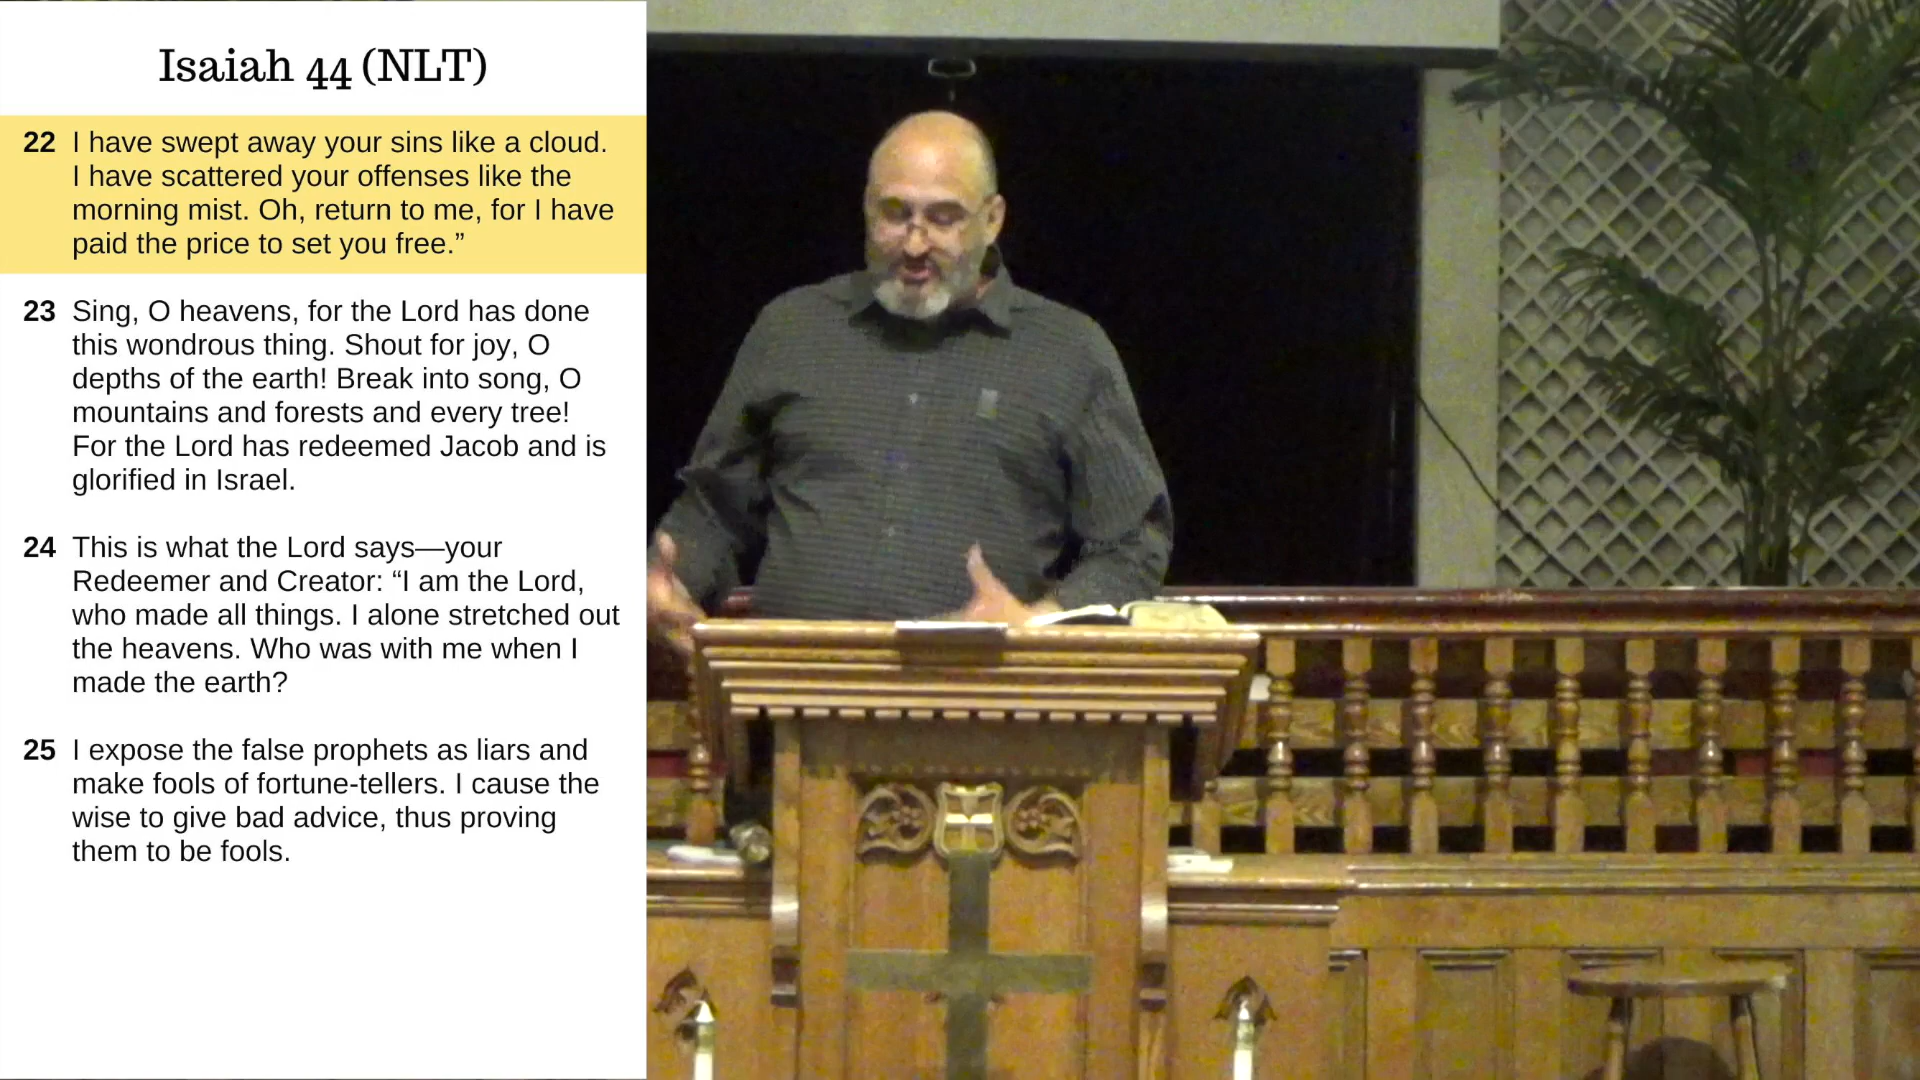 Isaiah 44 (NLT)
22 I have swept away your sins like a cloud.
I have scattered your offenses like the
morning mist. Oh, return to me, for I have
paid the price to set you free.”
23 Sing, O heavens, for the Lord has done
this wondrous thing. Shout for joy, O
depths of the earth! Break into song, O
mountains and forests and every tree!
For the Lord has redeemed Jacob and is
glorified in Israel.
24 This is what the Lord says—your
Redeemer and Creator: “I am the Lord,
who made all things. I alone stretched out
the heavens. Who was with me when I
made the earth?
25 I expose the false prophets as liars and
make fools of fortune-tellers. I cause the
wise to give bad advice, thus proving
them to be fools.